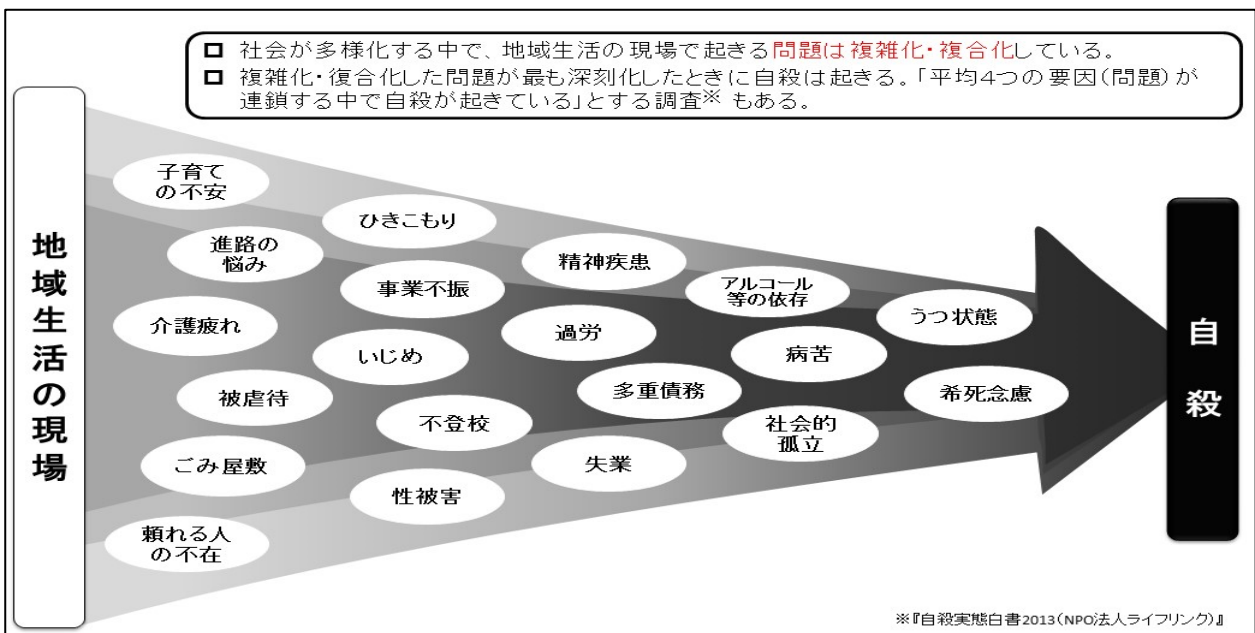 □ 社会が多様化する中で、地域生活の現場で起きる問題は複雑化・複合化している。
□ 複雑化・復合化した問題が最も深刻化したときに自殺は起きる。「平均4つの要因(問題)が
連鎖する中で自殺が起きている」とする調査※ もある。
地域生活の現場
子育て
の不安
進路の
悩み
介護疲れ
被虐待
ごみ屋敷
頼れる人
の不在
ひきこもり
事業不振
いじめ
不登校
性被害
精神疾患
過労
多重債務
失業
アルコール
等の依存
病苦
社会的
孤立
うつ状態
希死念慮
自殺
※『自殺実態白書2013(NPO法人ライフリンク)』